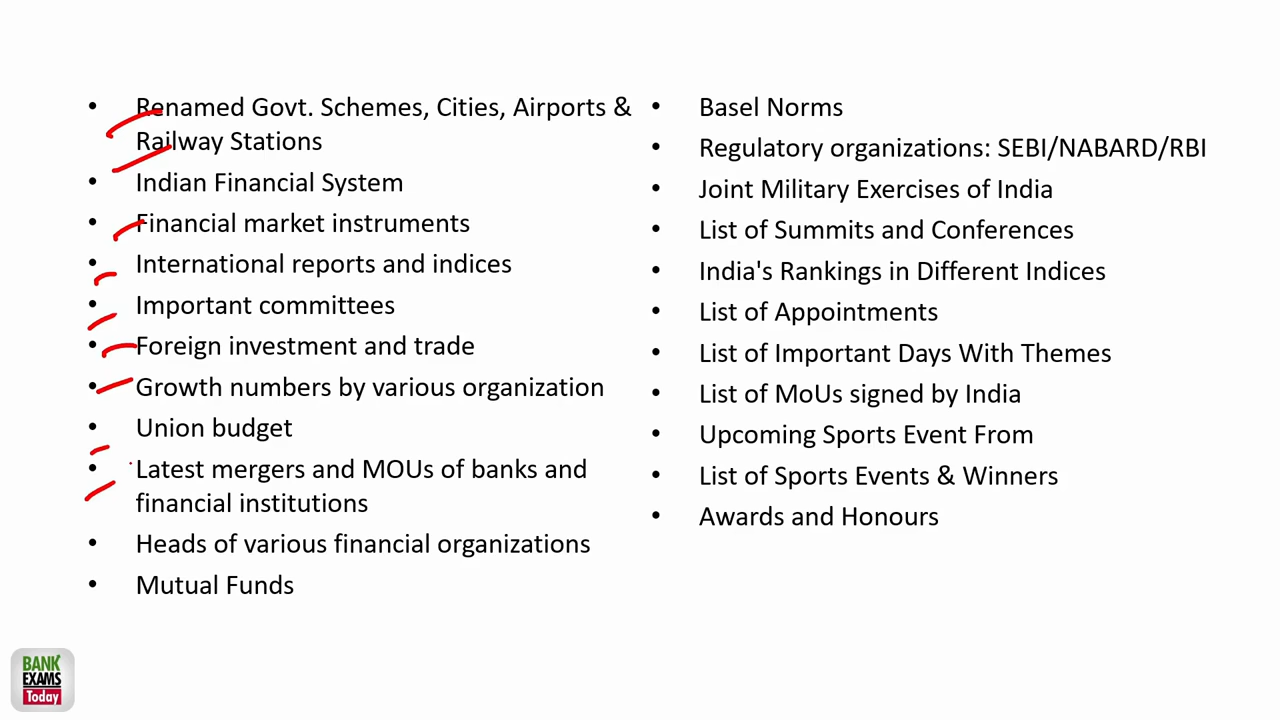 • Renamed Govt. Schemes, Cities, Airports &
Railway Stations
• Indian Financial System
• Financial market instruments
• International reports and indices
• Important committees
• Foreign investment and trade
• Growth numbers by various organization
• Union budget
• Latest mergers and MOUs of banks and
financial institutions
• Heads of various financial organizations
• Mutual Funds
• Basel Norms
• Regulatory organizations: SEBI/NABARD/RBI
• Joint Military Exercises of India
• List of Summits and Conferences
• India's Rankings in Different Indices
• List of Appointments
• List of Important Days With Themes
• List of MoUs signed by India
• Upcoming Sports Event From
• List of Sports Events & Winners
• Awards and Honours
BANK
EXAMS
Today